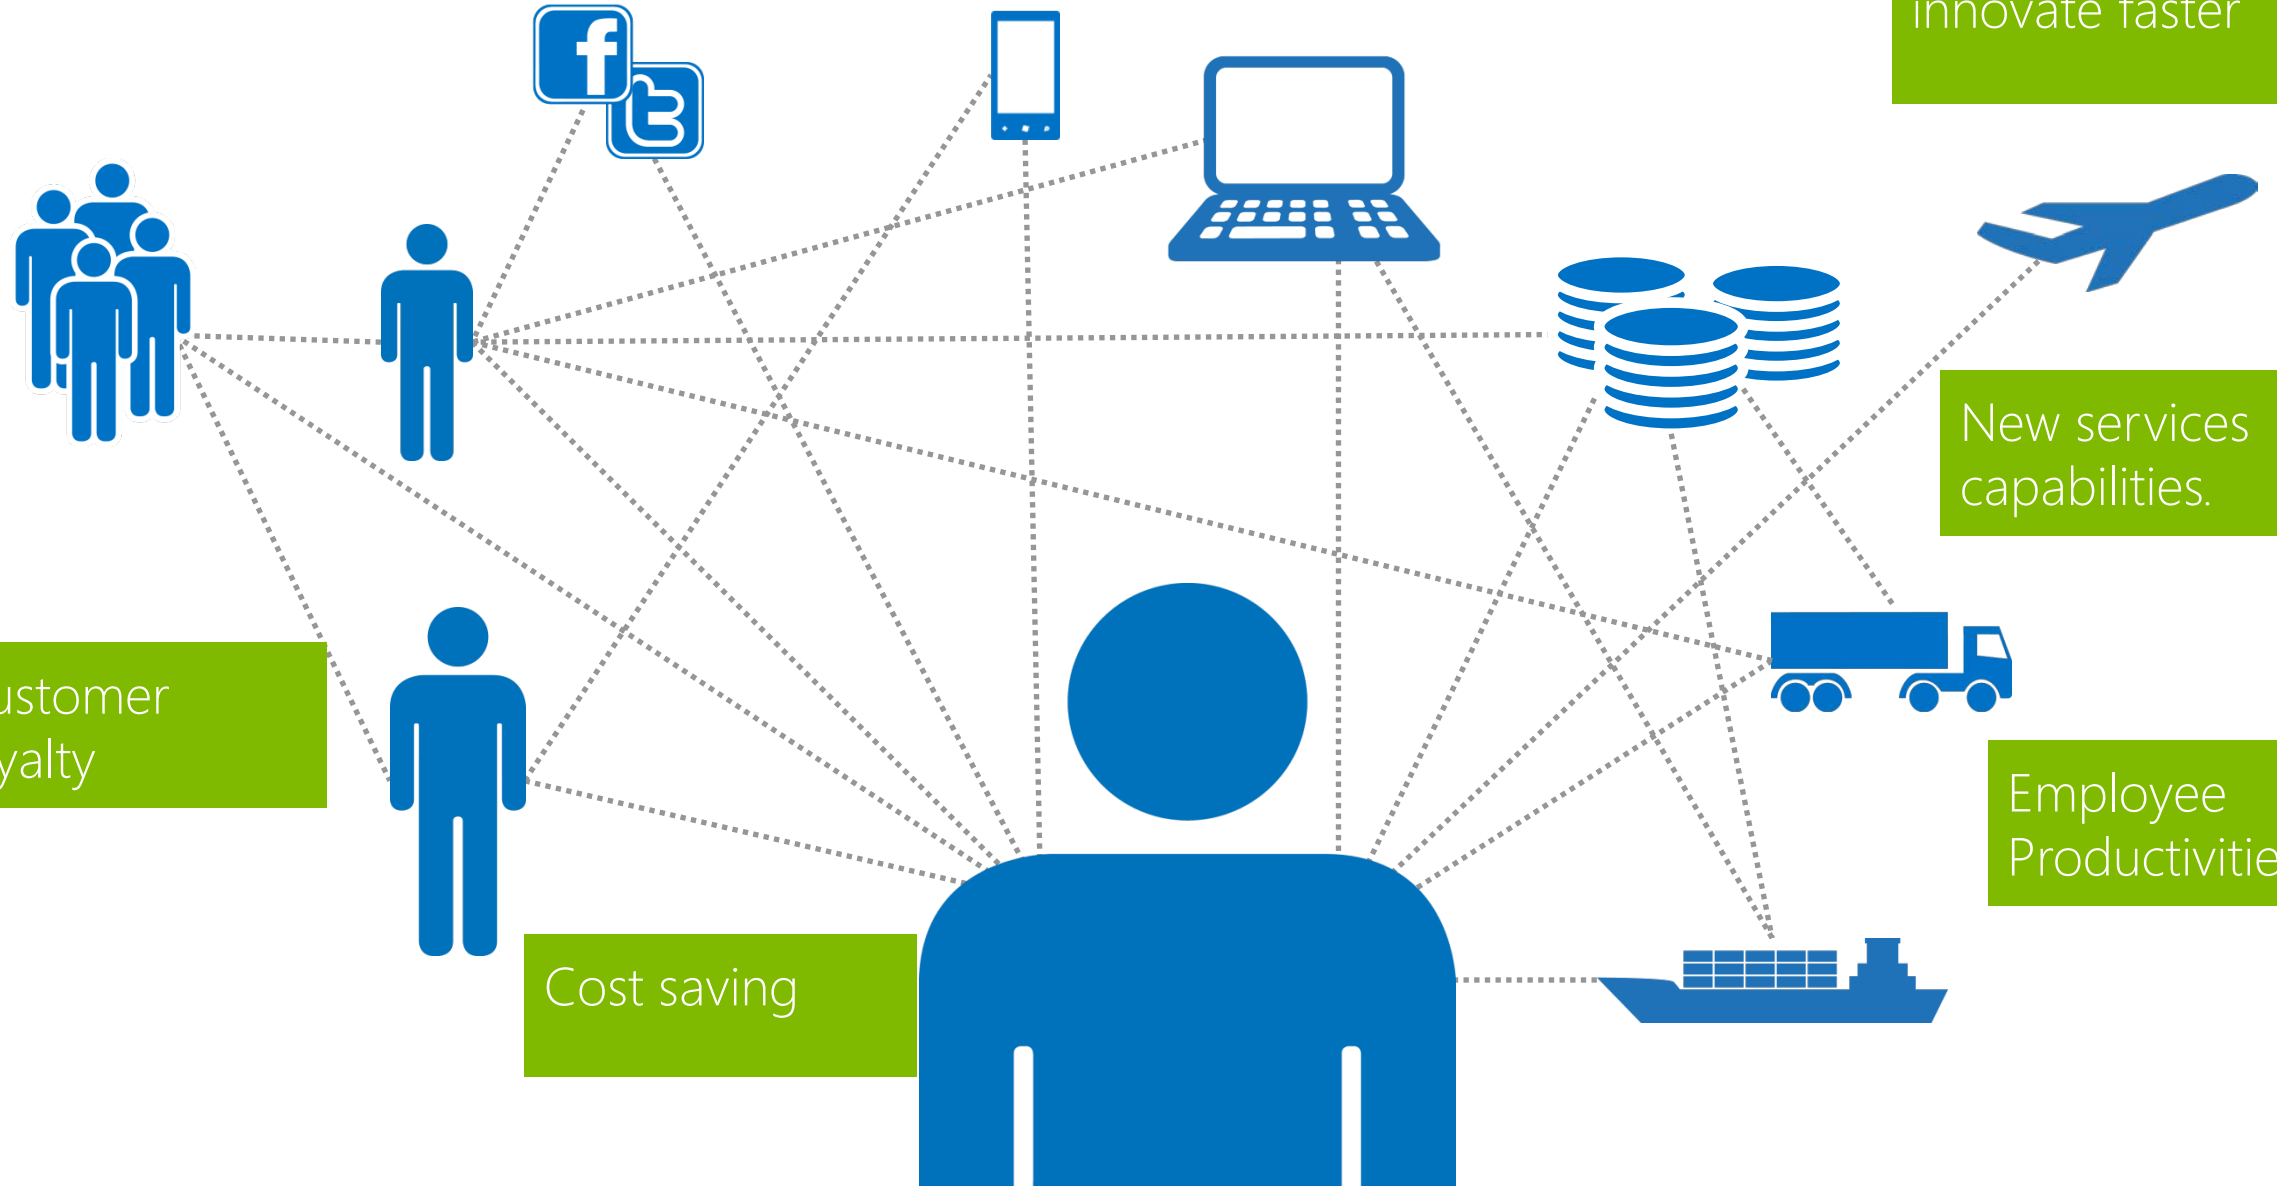 innovate faster
New services
capabilities.
ustomer
yalty
Employee
Productivitie
Cost saving